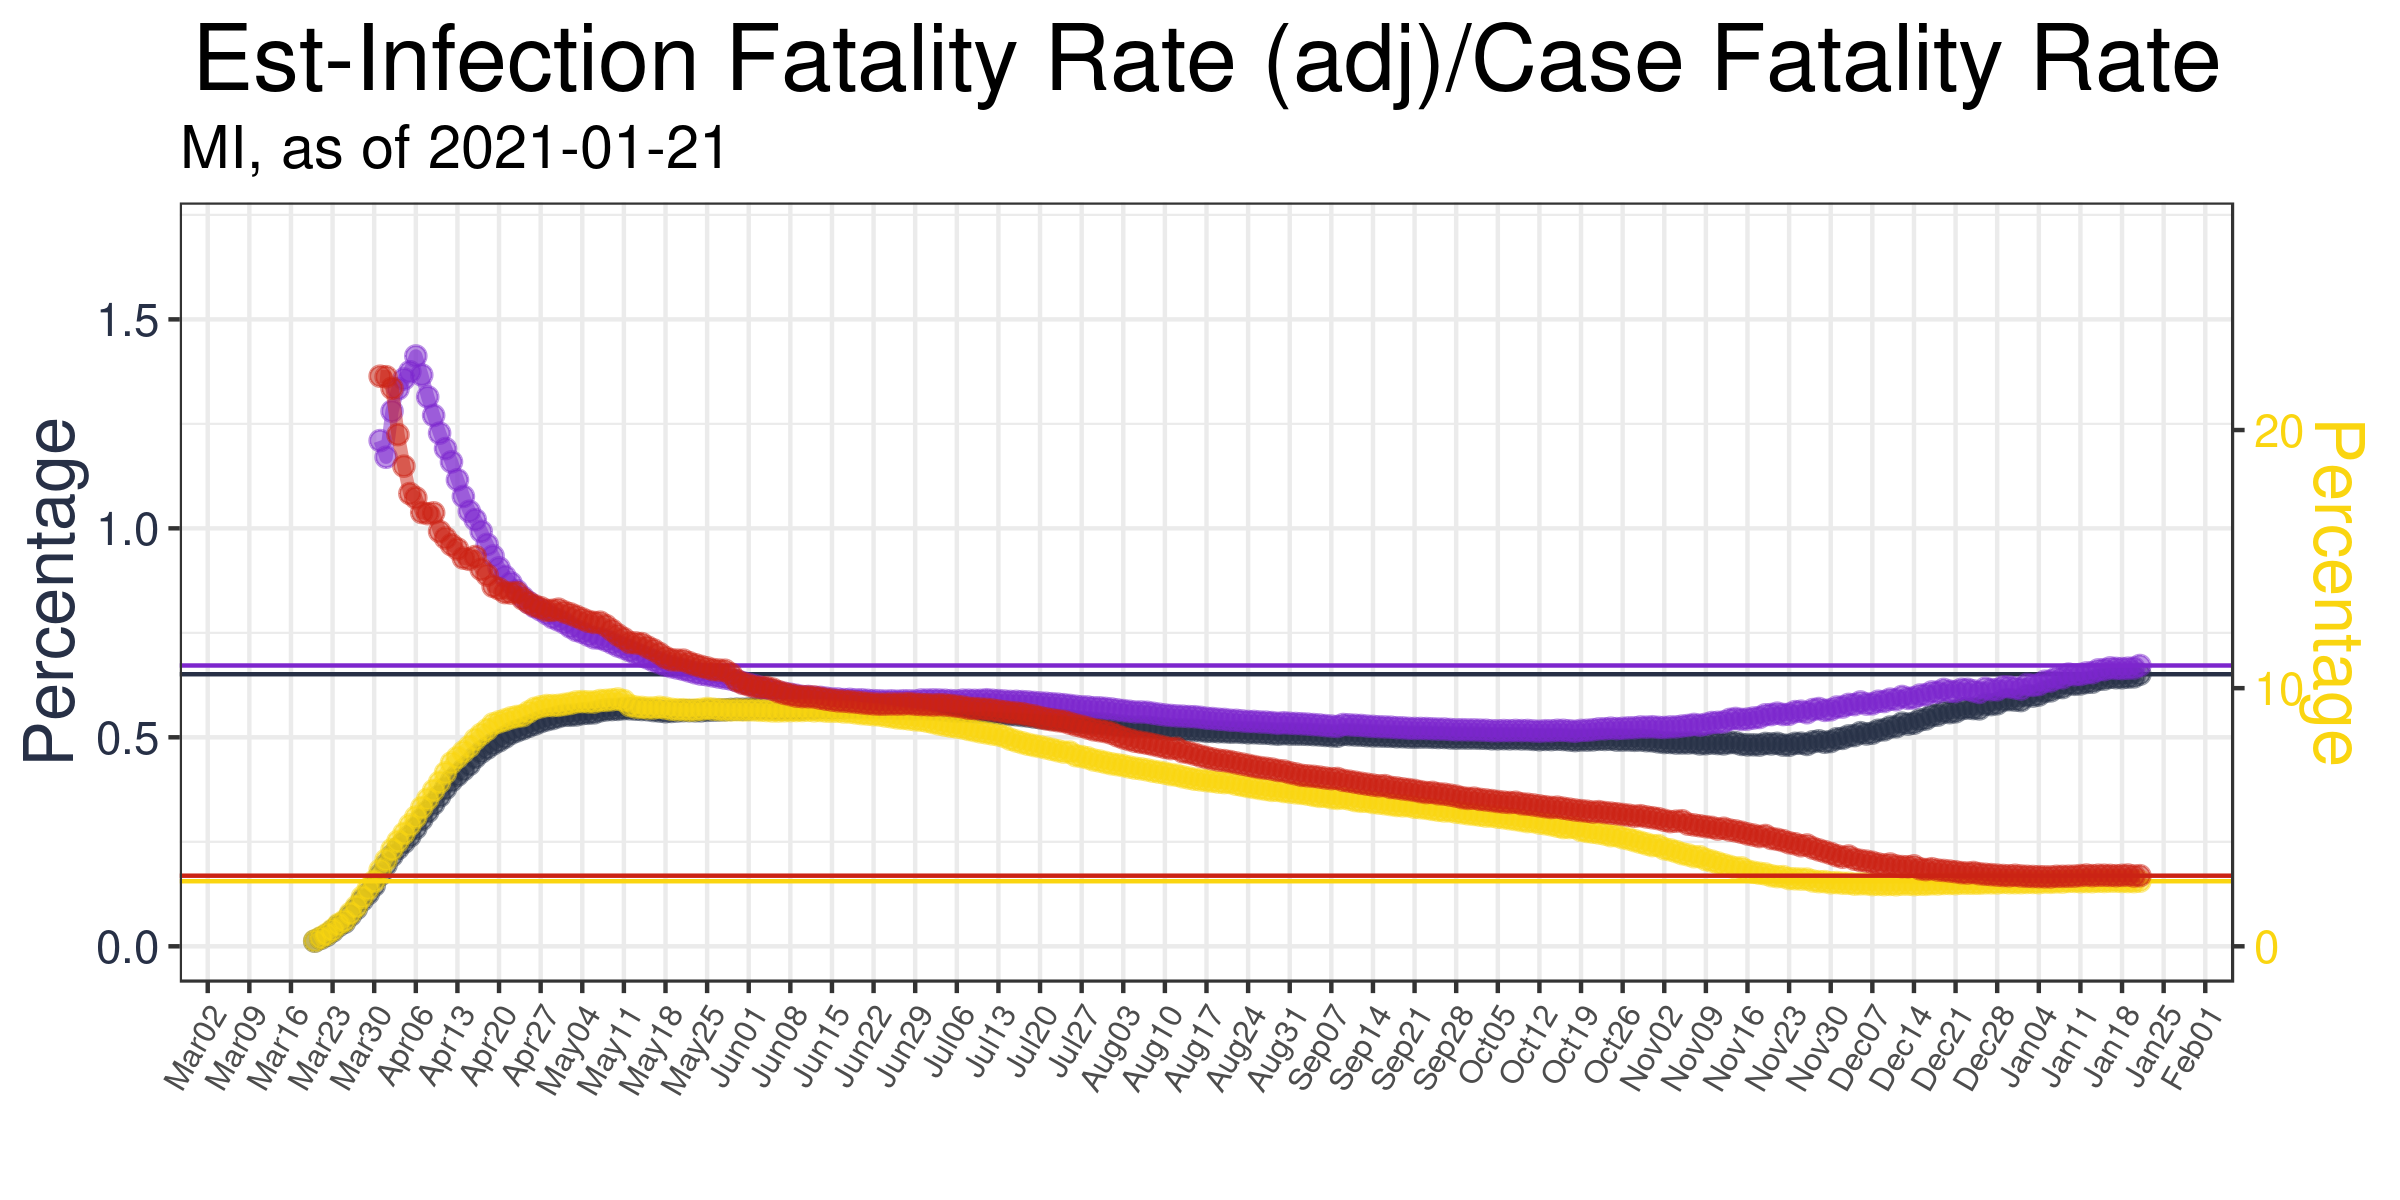 Est-Infection Fatality Rate (adj)/Case Fatality Rate
MI, as of 2021-01-21
Percentage
1.5
1.0
0.5
0.0
20
10
0
Percentage
Mar02
Mar09
Mar16
Mar23
Mar30
Apr06
Apr13
Apr20
Apr27
May04
May11
May18
May25
Jun01
Jun08
Jun15
Jun22
Jun29
Jul06
Jul13
Jul20
Jul27
Aug03
Aug10
Aug17
Aug24
Aug31
Sep07
Sep14
Sep21
Sep28
Oct05
Oct12
Oct19
Oct26
Nov02
Nov09
Nov16
Nov23
Nov30
Dec07
Dec14
Dec21
Dec28
Jan04
Jan11
Jan18
Jan25
Feb01